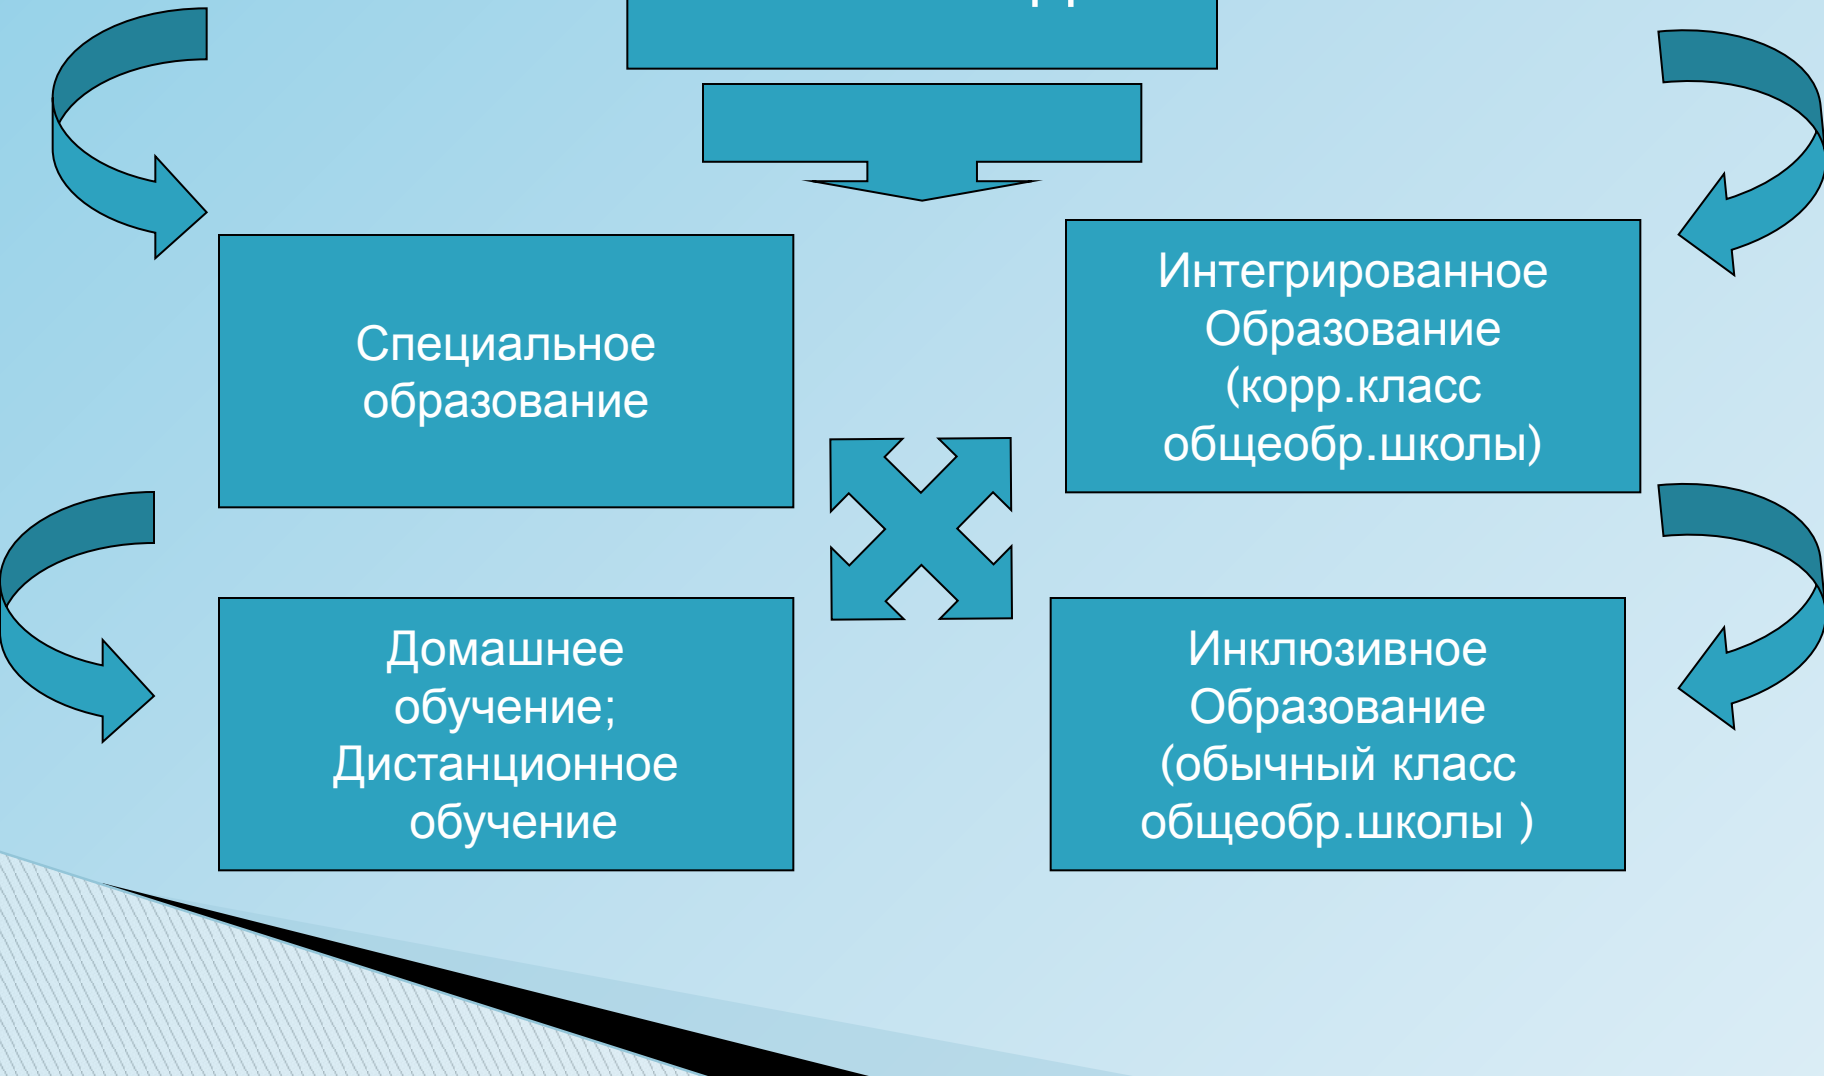 Специальное
образование
Интегрированное
Образование
(корр.класс
общеобр.школы)
Домашнее
обучение;
Дистанционное
обучение
Инклюзивное
Образование
(обычный класс
общеобр.школы )